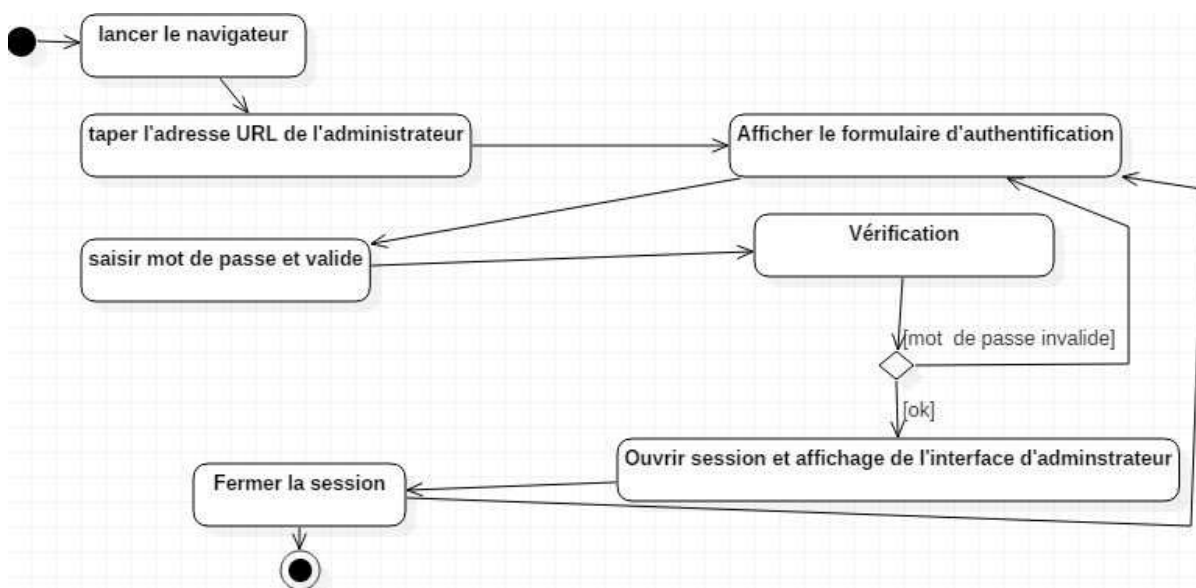 lancer le navigateur
taper l'adresse URL de l'administrateur
Afficher le formulaire d'authentification
saisir mot de passe et valide
Vérification
[mot de passe invalide]
[ok]
Ouvrir session et affichage de l'interface d'adminstrateur
Fermer la session